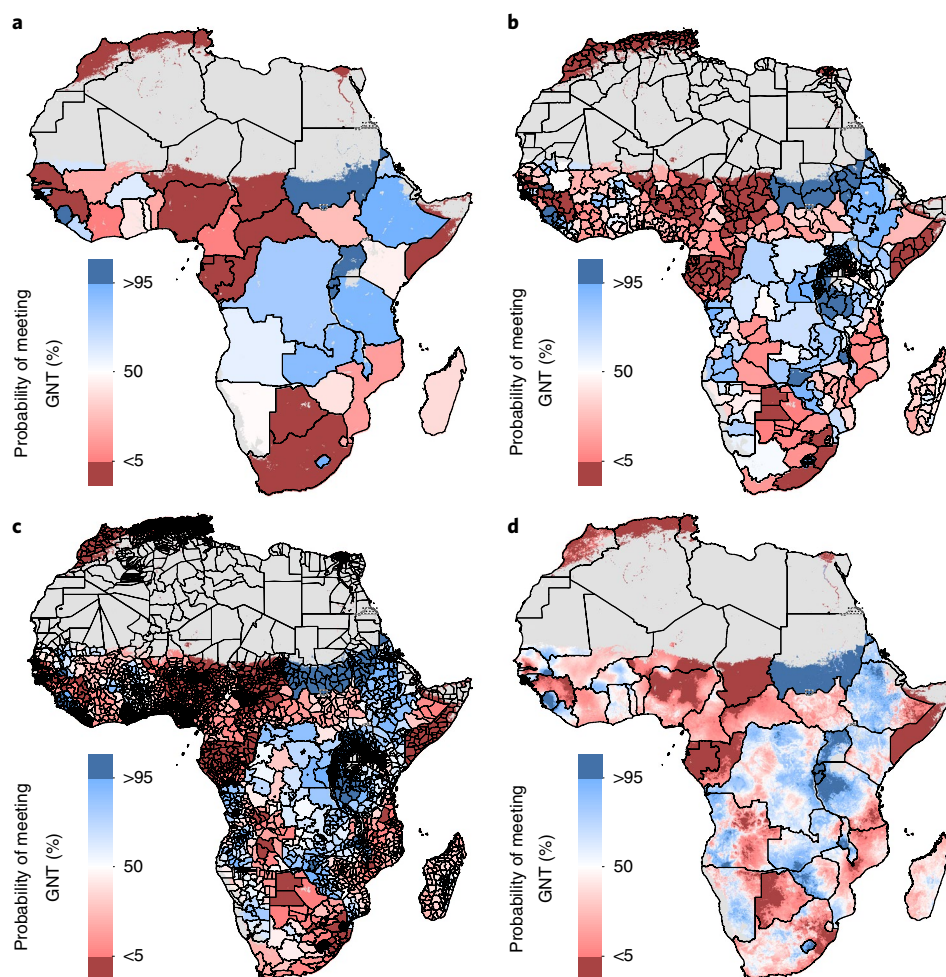 a
b
Probability of meeting
GNT (%)
>95
50
<5
Probability of meeting
GNT (%)
>95
50
<5
c
d
Probability of meeting
GNT (%)
>95
50
<5
Probability of meeting
GNT (%)
>95
50
<5